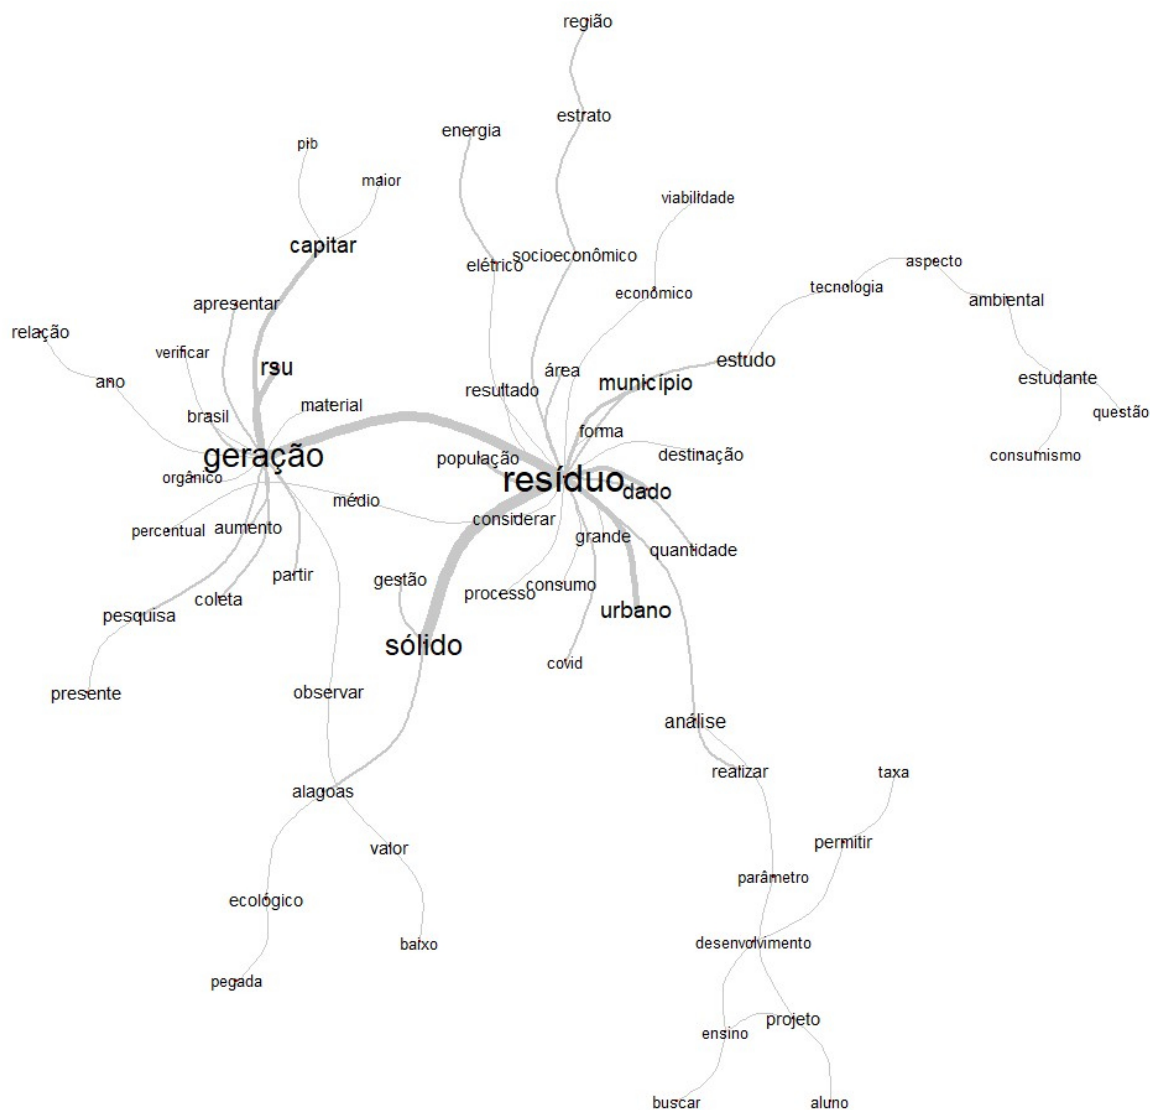 região
estrato
energia
pib
maior
viabilidade
capitar
socioeconômico
elétrico
aspecto
econômico
tecnologia
ambiental
apresentar
relação
verificar
estudo
rsu
área
município
estudante
ano
resultado
material
questão
brasil
forma
geração
população
destinação
consumismo
orgânico
resíduo
dado
médio
considerar
percentual
aumento
grande
quantidade
partir
gestão
consumo
processo
coleta
urbano
pesquisa
sólido
covid
presente
observar
análise
realizar
taxa
alagoas
permitir
valor
parâmetro
ecológico
desenvolvimento
baixo
pegada
projeto
ensino
buscar
aluno